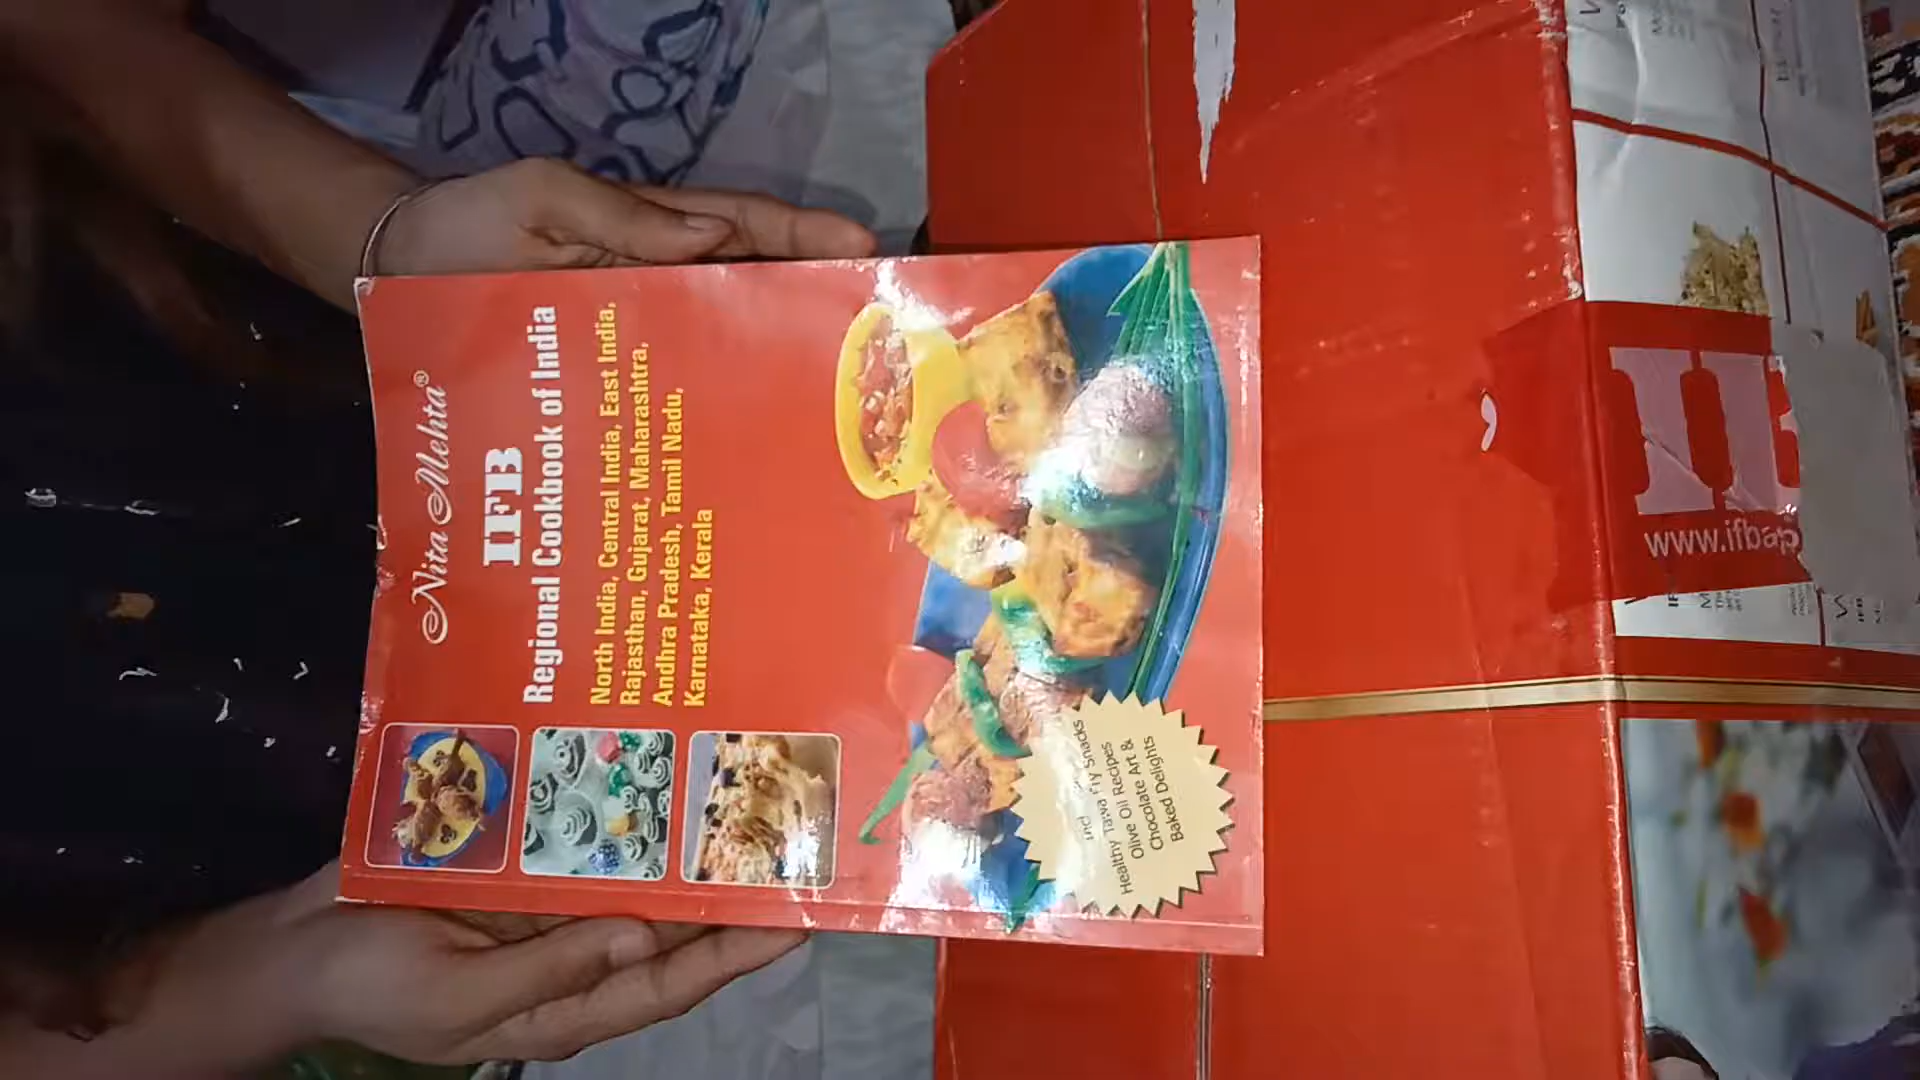 Nita Mehta®
IFB
Regional Cookbook of India
North India, Central India, East India,
Rajasthan, Gujarat, Maharashtra,
Andhra Pradesh, Tamil Nadu,
Karnataka, Kerala
Snacks
Healthy Tawa Fry
Olive Oil Recipes
Chocolate Art &
Baked Delights
www.ifbap